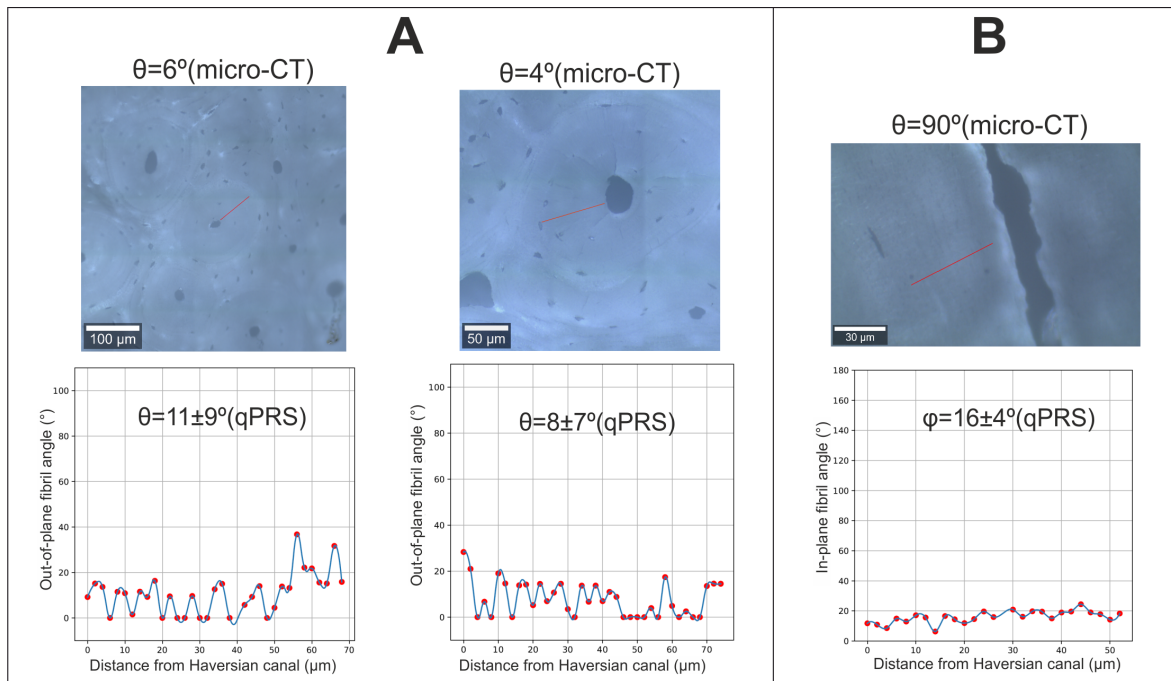 A
B
θ=6º(micro-CT)
θ=4º(micro-CT)
θ=90º(micro-CT)
100 µm
50 µm
30 µm
Out-of-plane fibril angle (°)
100
80
60
40
20
0
θ=11±9º(qPRS)
0 10 20 30 40 50 60 70
Distance from Haversian canal (µm)
Out-of-plane fibril angle (°)
100
80
60
40
20
0
θ=8±7º(qPRS)
0 10 20 30 40 50 60 70
Distance from Haversian canal (µm)
In-plane fibril angle (°)
180
160
140
120
100
80
60
40
20
0
φ=16±4º(qPRS)
0 10 20 30 40 50
Distance from Haversian canal (µm)